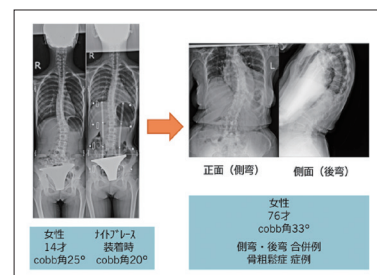 R
R
L
正面（側弯）
側面（後弯）
女性
14才
cobb角25°
ﾅｲﾄﾌﾞﾚｰｽ
装着時
cobb角20°
女性
76才
cobb角33°
側弯・後弯 合併例
骨粗鬆症 症例